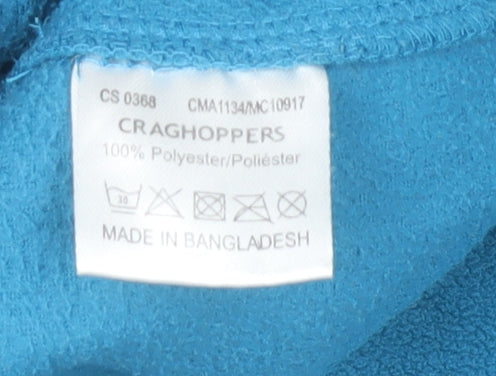 CS 0368 CMA1134/MC10917
CRAGHOPPERS
100% Polyester/Poliéster
30
MADE IN BANGLADESH